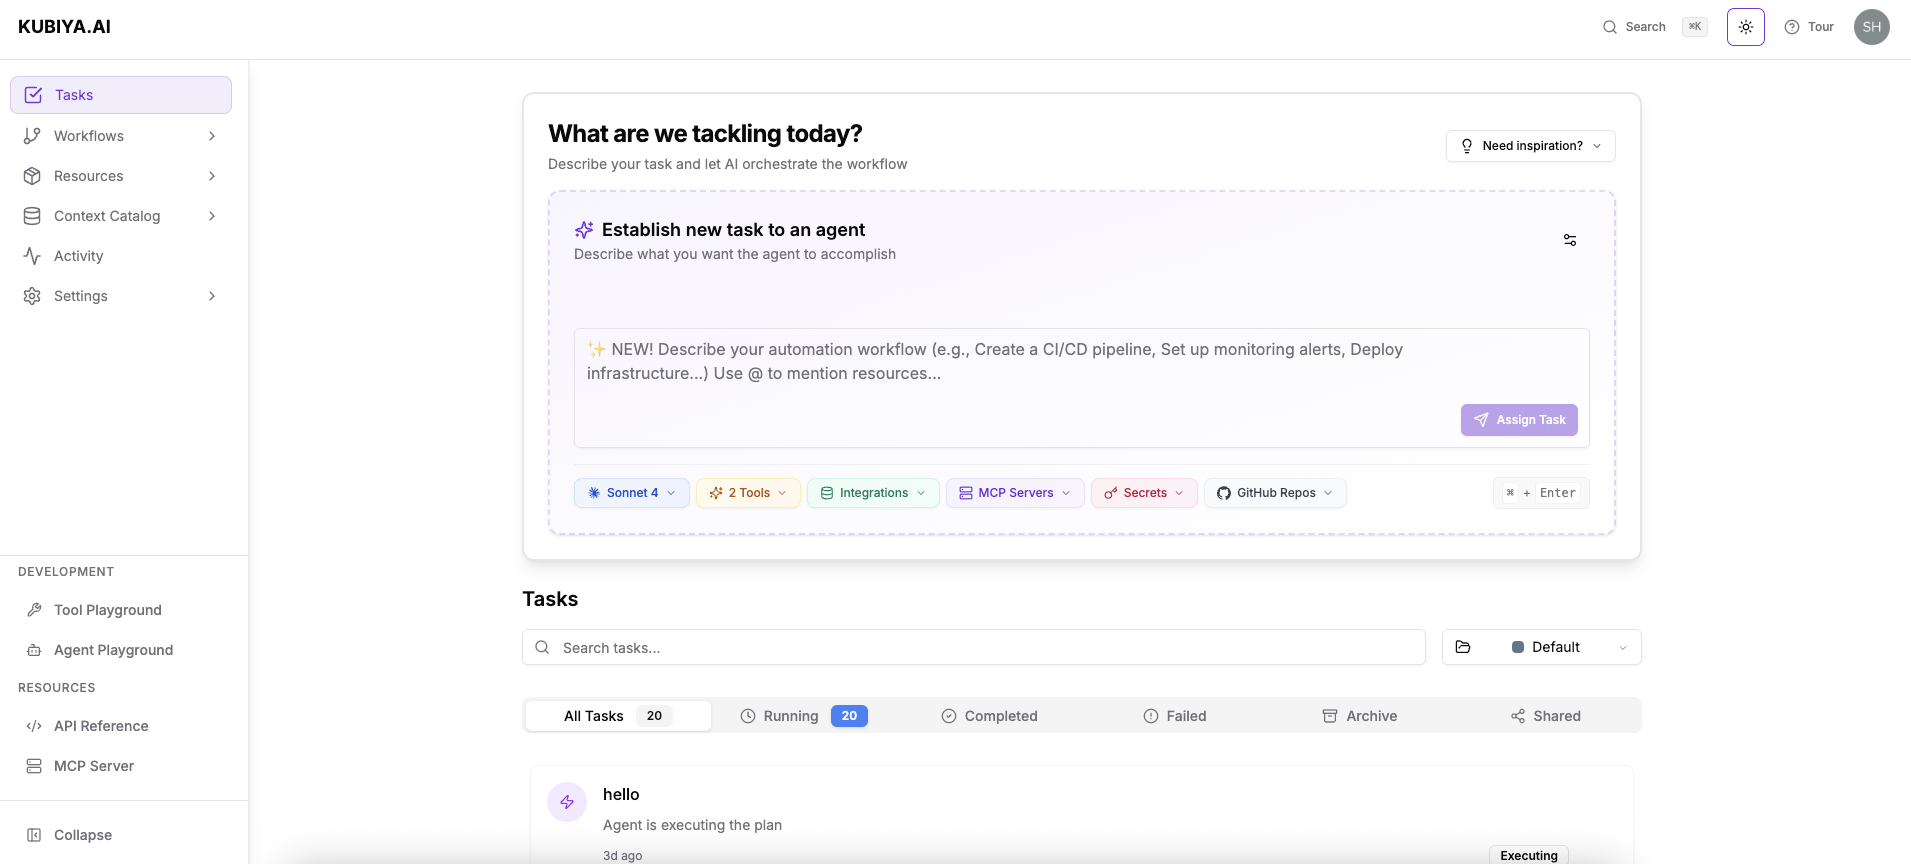 KUBIYA.AI
Search ⌘K
Tour
SH
Tasks
Workflows
Resources
Context Catalog
Activity
Settings
DEVELOPMENT
Tool Playground
Agent Playground
RESOURCES
API Reference
MCP Server
Collapse
What are we tackling today?
Describe your task and let AI orchestrate the workflow
Need inspiration?
Establish new task to an agent
Describe what you want the agent to accomplish
✨ NEW! Describe your automation workflow (e.g., Create a CI/CD pipeline, Set up monitoring alerts, Deploy
infrastructure...) Use @ to mention resources...
Assign Task
Sonnet 4
2 Tools
Integrations
MCP Servers
Secrets
GitHub Repos
⌘ + Enter
Tasks
Search tasks...
Default
All Tasks 20
Running 20
Completed
Failed
Archive
Shared
hello
Agent is executing the plan
3d ago
Executing